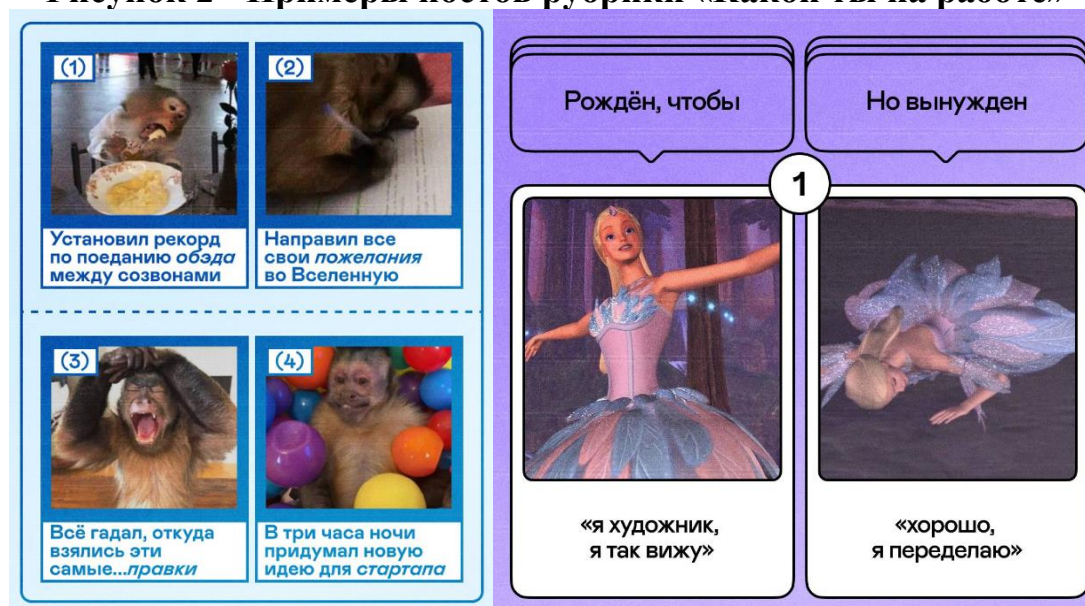 Рисунок 2 - Примеры постов рубрики «Какой ты на работе»
(1)
Установил рекорд
по поеданию обэда
между созвонами
(2)
Направил все
свои пожелания
во Вселенную
(3)
Всё гадал, откуда
взялись эти
самые...правки
(4)
В три часа ночи
придумал новую
идею для стартапа
Рождён, чтобы
Но вынужден
1
«я художник,
я так вижу»
«хорошо,
я переделаю»